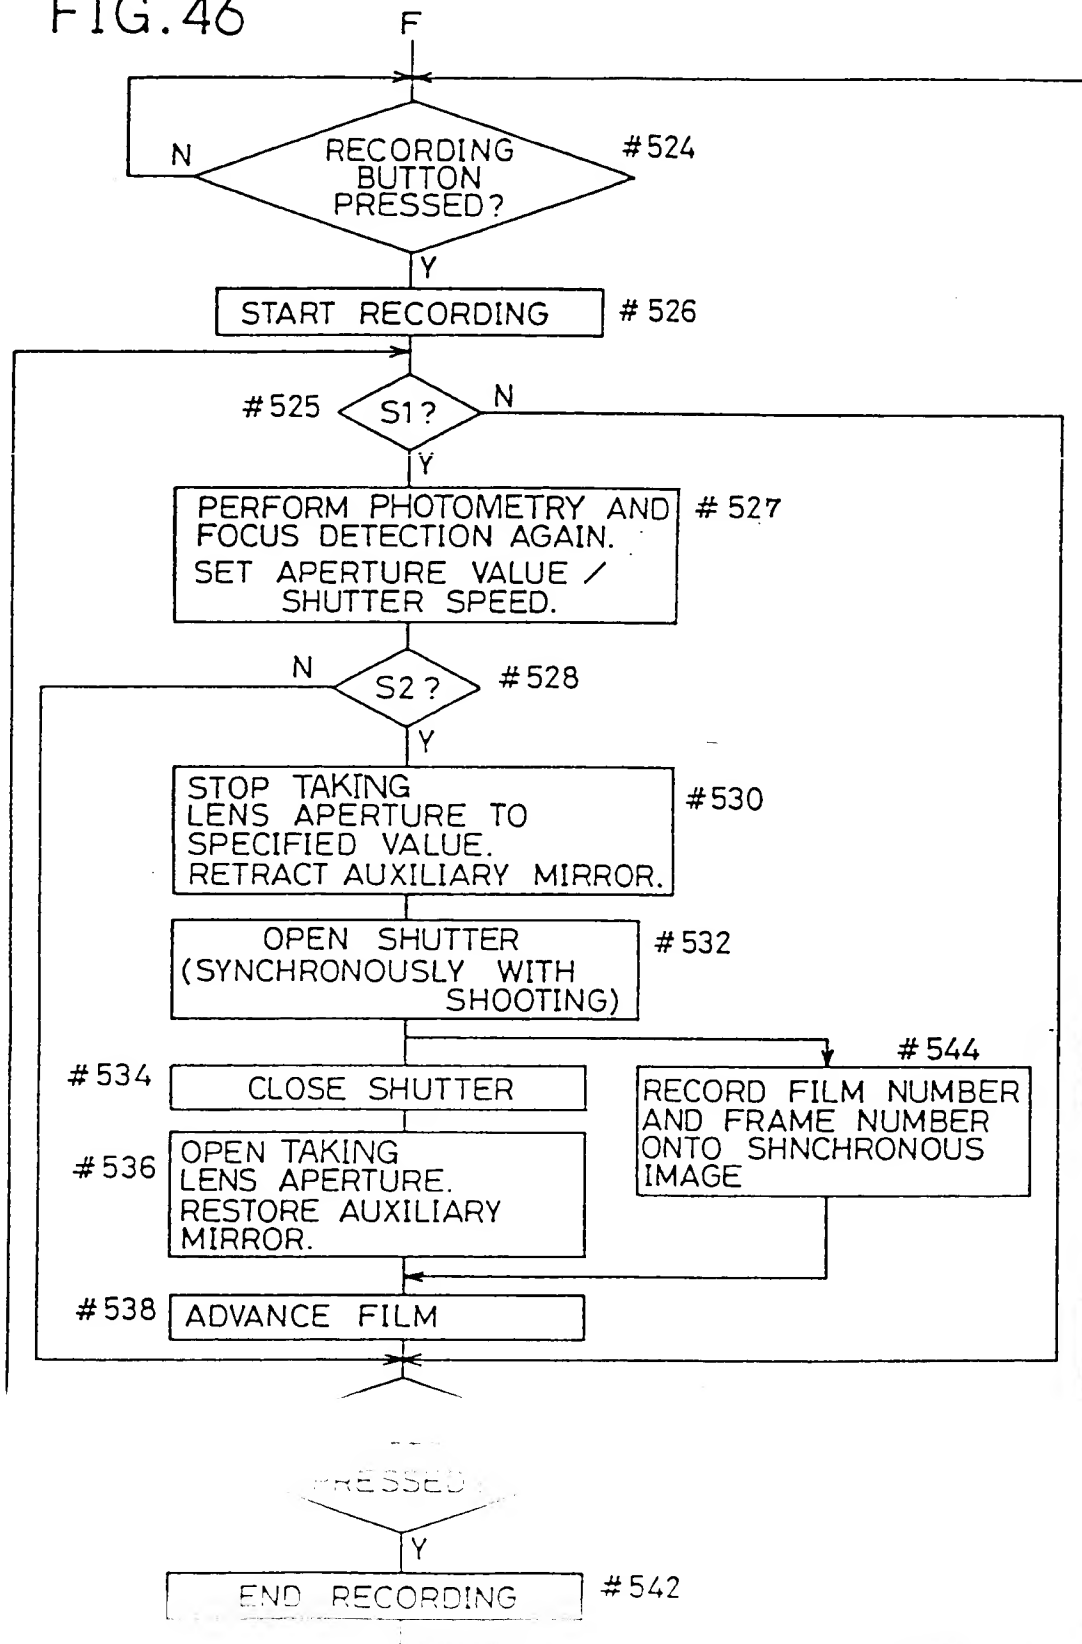 FIG. 46
F
N
RECORDING
BUTTON
PRESSED?
#524
Y
START RECORDING
#526
#525
S1?
N
Y
PERFORM PHOTOMETRY AND
FOCUS DETECTION AGAIN.
SET APERTURE VALUE /
SHUTTER SPEED.
#527
N
S2?
#528
Y
STOP TAKING
LENS APERTURE TO
SPECIFIED VALUE.
RETRACT AUXILIARY MIRROR.
#530
OPEN SHUTTER
(SYNCHRONOUSLY WITH
SHOOTING)
#532
#534
CLOSE SHUTTER
#544
RECORD FILM NUMBER
AND FRAME NUMBER
ONTO SHNCHRONOUS
IMAGE
#536
OPEN TAKING
LENS APERTURE.
RESTORE AUXILIARY
MIRROR.
#538
ADVANCE FILM
PRESSED?
Y
END RECORDING
#542